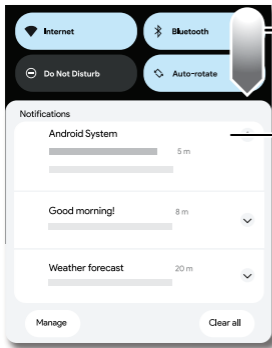 Internet
Bluetooth
Do Not Disturb
Auto-rotate
Notifications
Android System
5 m
Good morning!
8 m
Weather forecast
20 m
Manage
Clear all